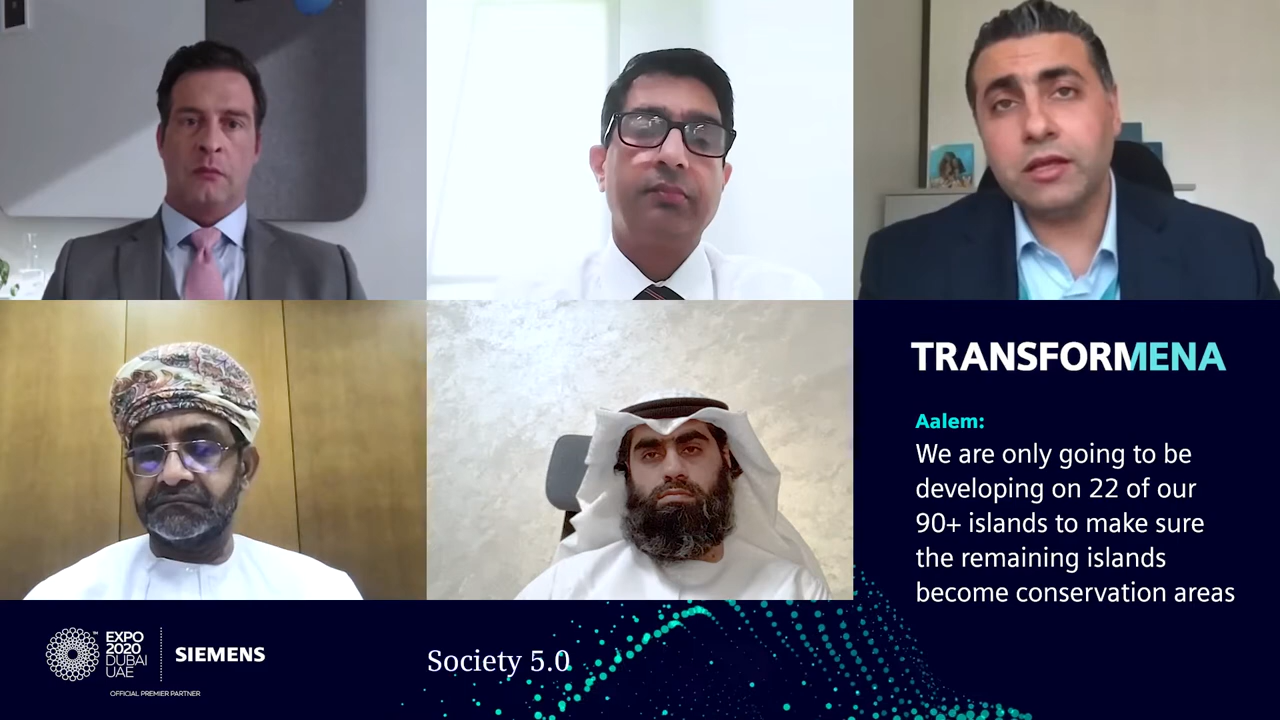 TRANSFORMENA
Aalem:
We are only going to be
developing on 22 of our
90+ islands to make sure
the remaining islands
become conservation areas
EXPO
2020
DUBAI
UAE
SIEMENS
OFFICIAL PREMIER PARTNER
Society 5.0